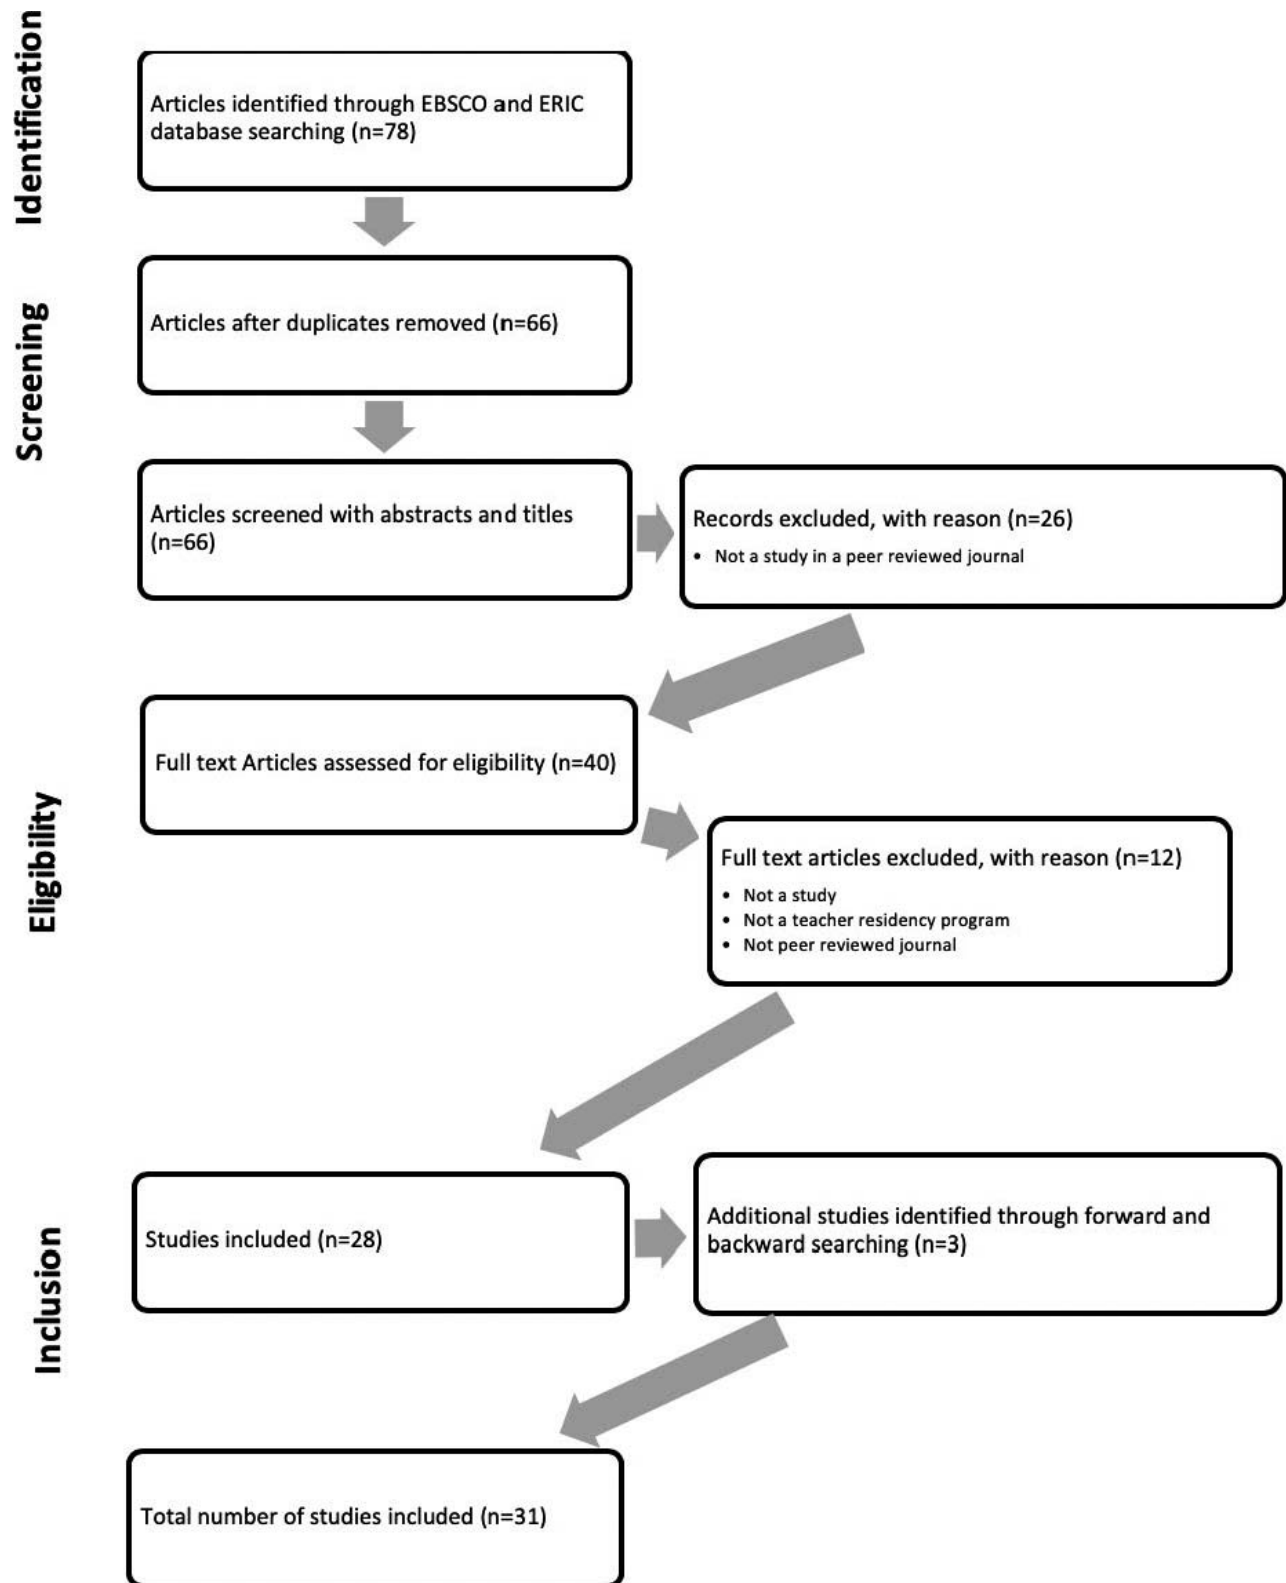 Identification
Articles identified through EBSCO and ERIC
database searching (n=78)
Screening
Articles after duplicates removed (n=66)
Articles screened with abstracts and titles
(n=66)
Records excluded, with reason (n=26)
• Not a study in a peer reviewed journal
Eligibility
Full text Articles assessed for eligibility (n=40)
Full text articles excluded, with reason (n=12)
• Not a study
• Not a teacher residency program
• Not peer reviewed journal
Inclusion
Studies included (n=28)
Additional studies identified through forward and
backward searching (n=3)
Total number of studies included (n=31)